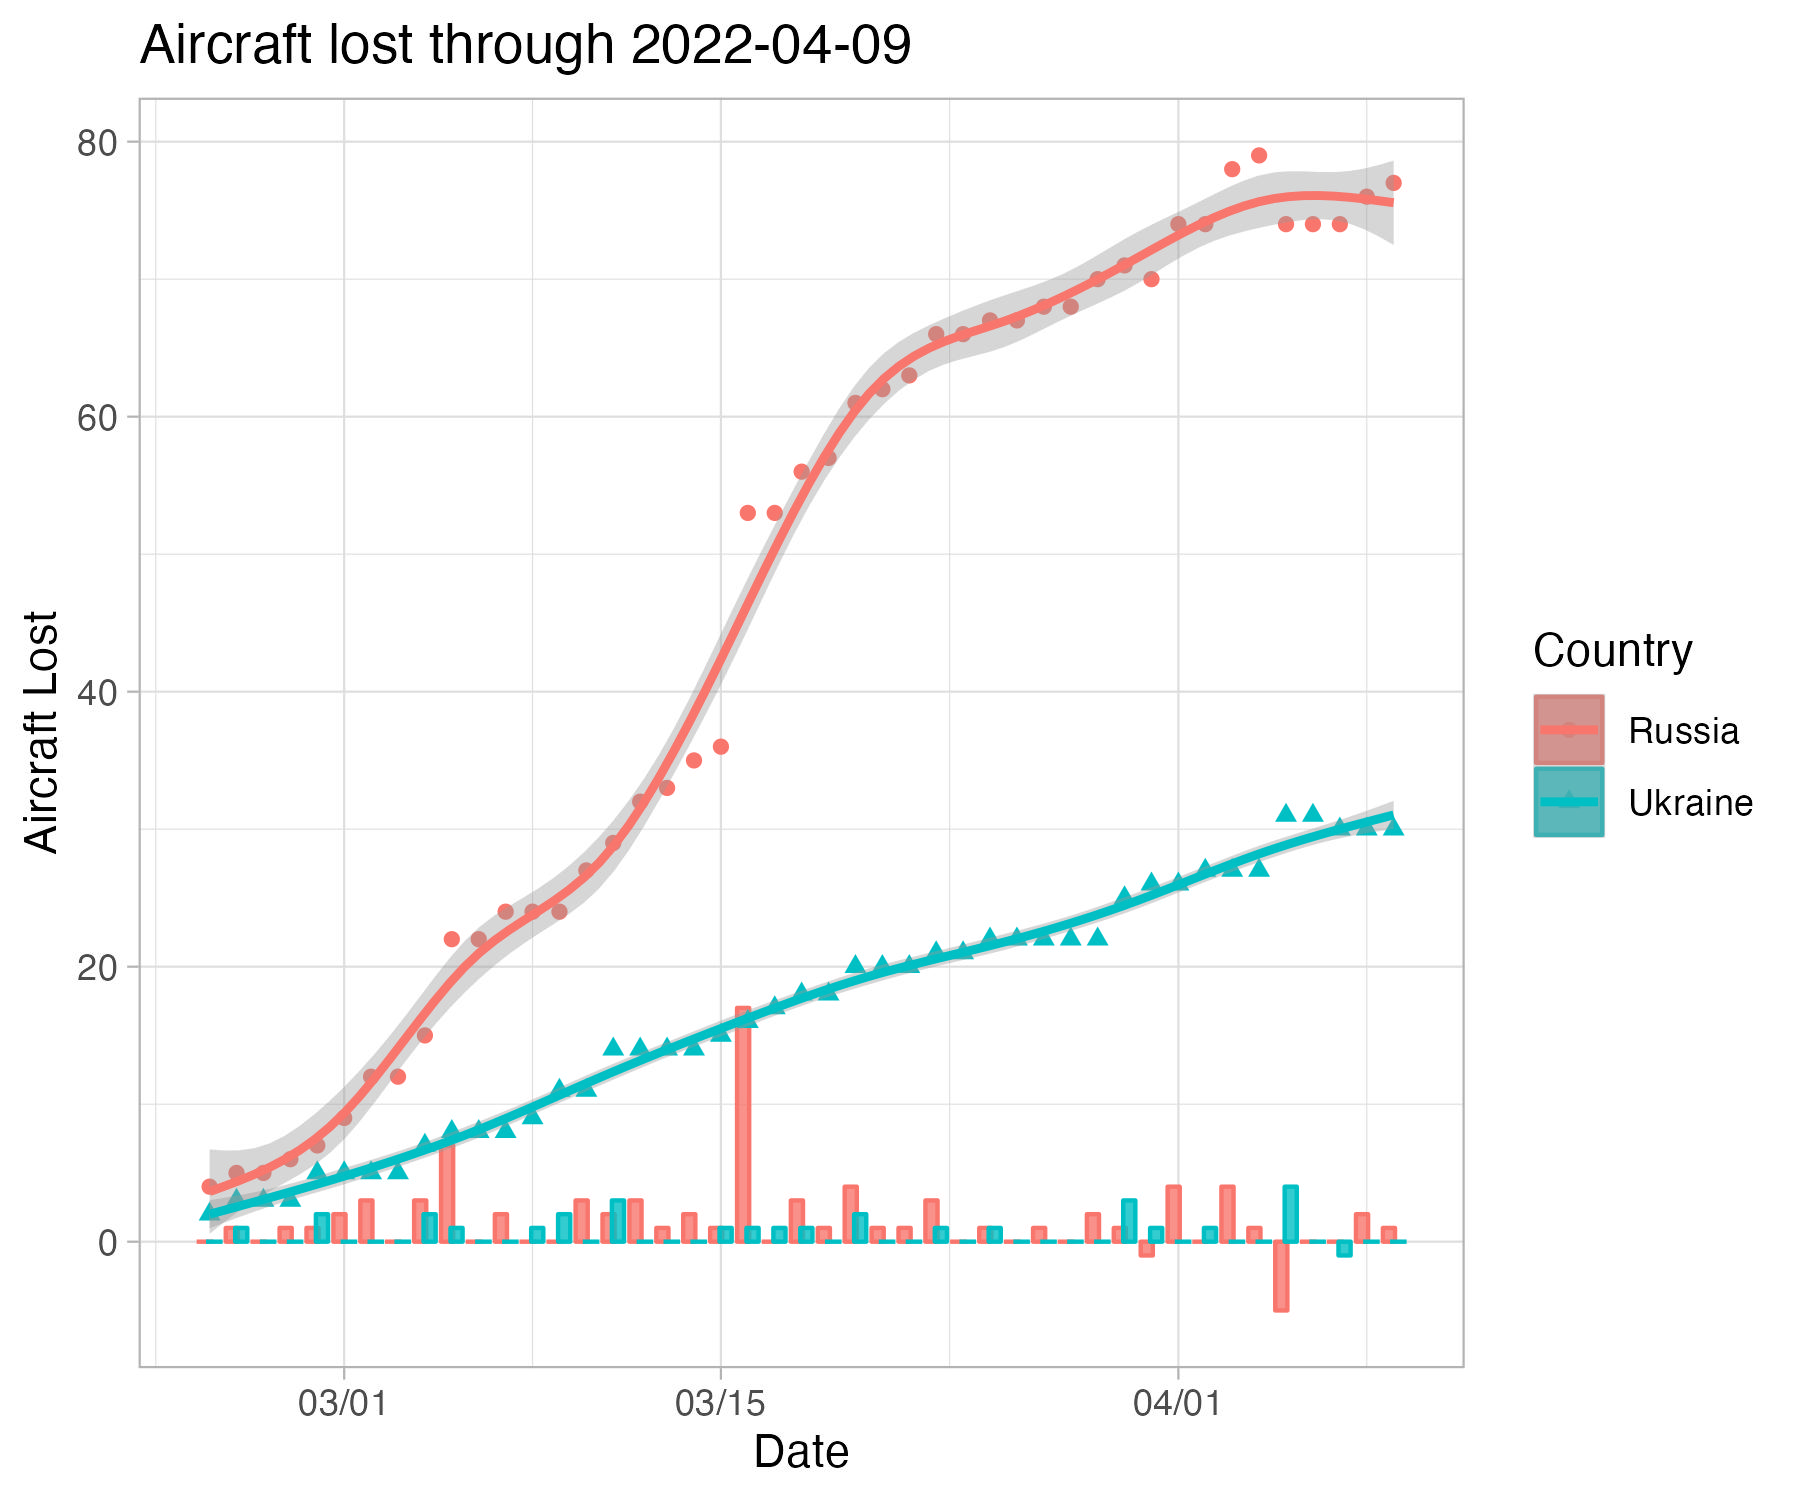 Aircraft lost through 2022-04-09
80
60
40
20
0
Aircraft Lost
03/01
03/15
04/01
Date
Country
Russia
Ukraine